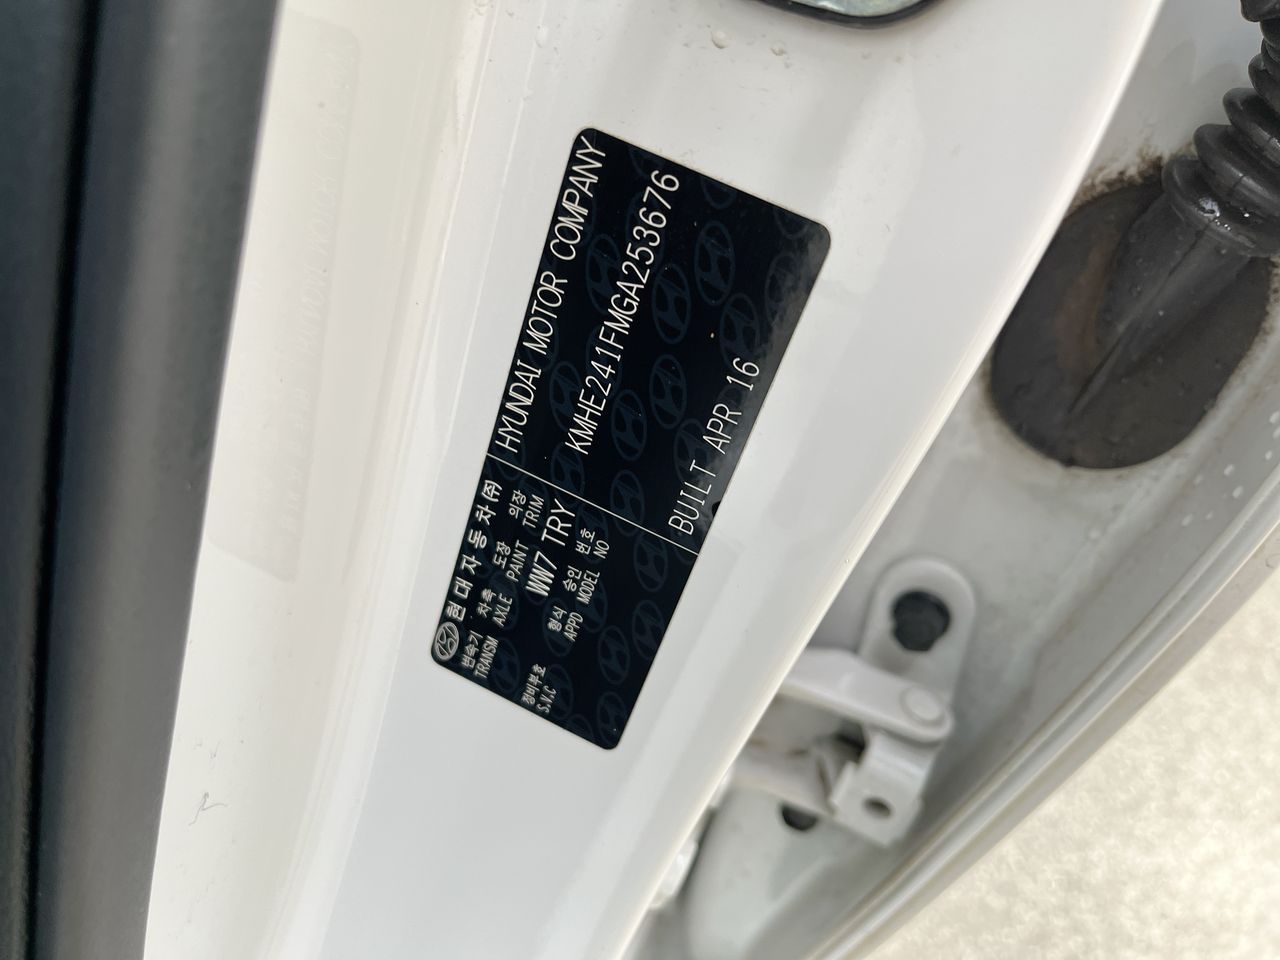 현대자동차(주) HYUNDAI MOTOR COMPANY
변속기 차축 도장 의장
TRANSM AXLE PAINT TRIM
WW7 TRY
KMHE241FMGA253676
정비부호 형식 승인 번호
S.V.C APPD MODEL NO
BUILT APR 16